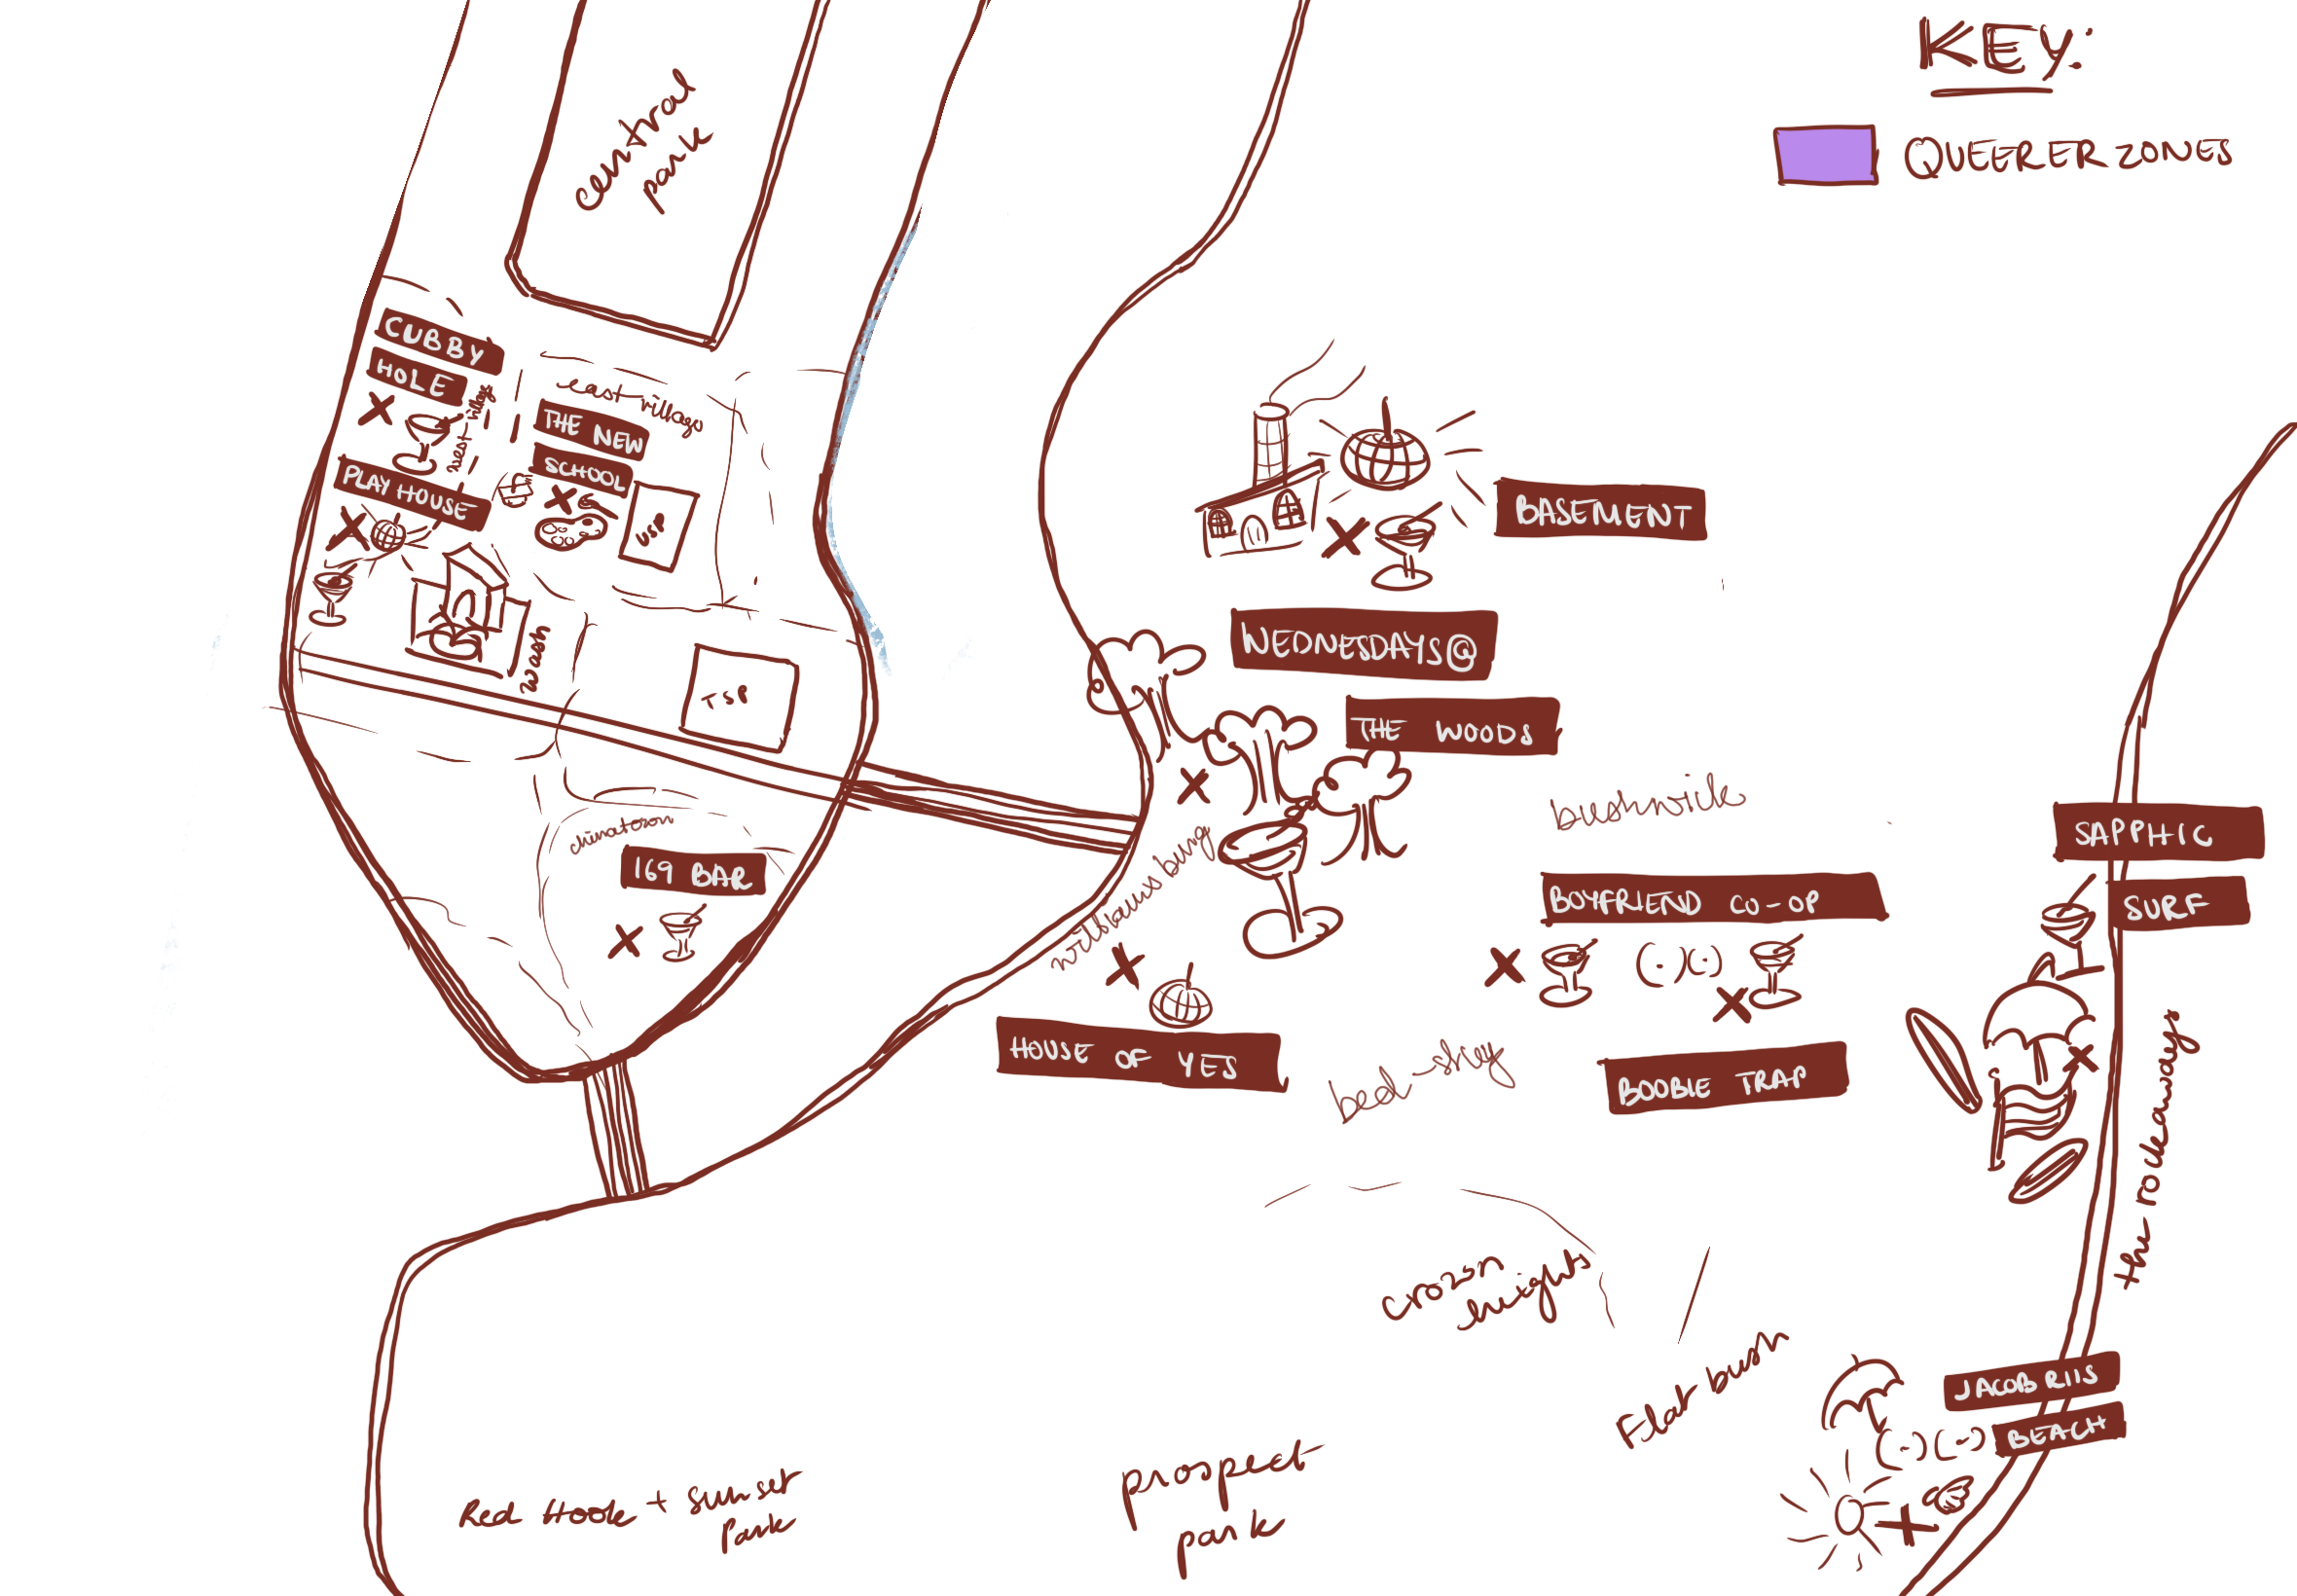 KEY:
QUEERER ZONES
central
park
CUBBY
HOLE
west village
east village
THE NEW
SCHOOL
PLAY HOUSE
USP
wash
TSP
chinatown
169 BAR
BASEMENT
WEDNESDAYS@
THE WOODS
williamsburg
bushwick
HOUSE OF YES
BOYFRIEND CO-OP
bed-stuy
BOOBIE TRAP
SAPPHIC
SURF
the rockaways
crown
heights
Flat bush
JACOB RIIS
BEACH
Red Hook + sunset
Park
prospect
park